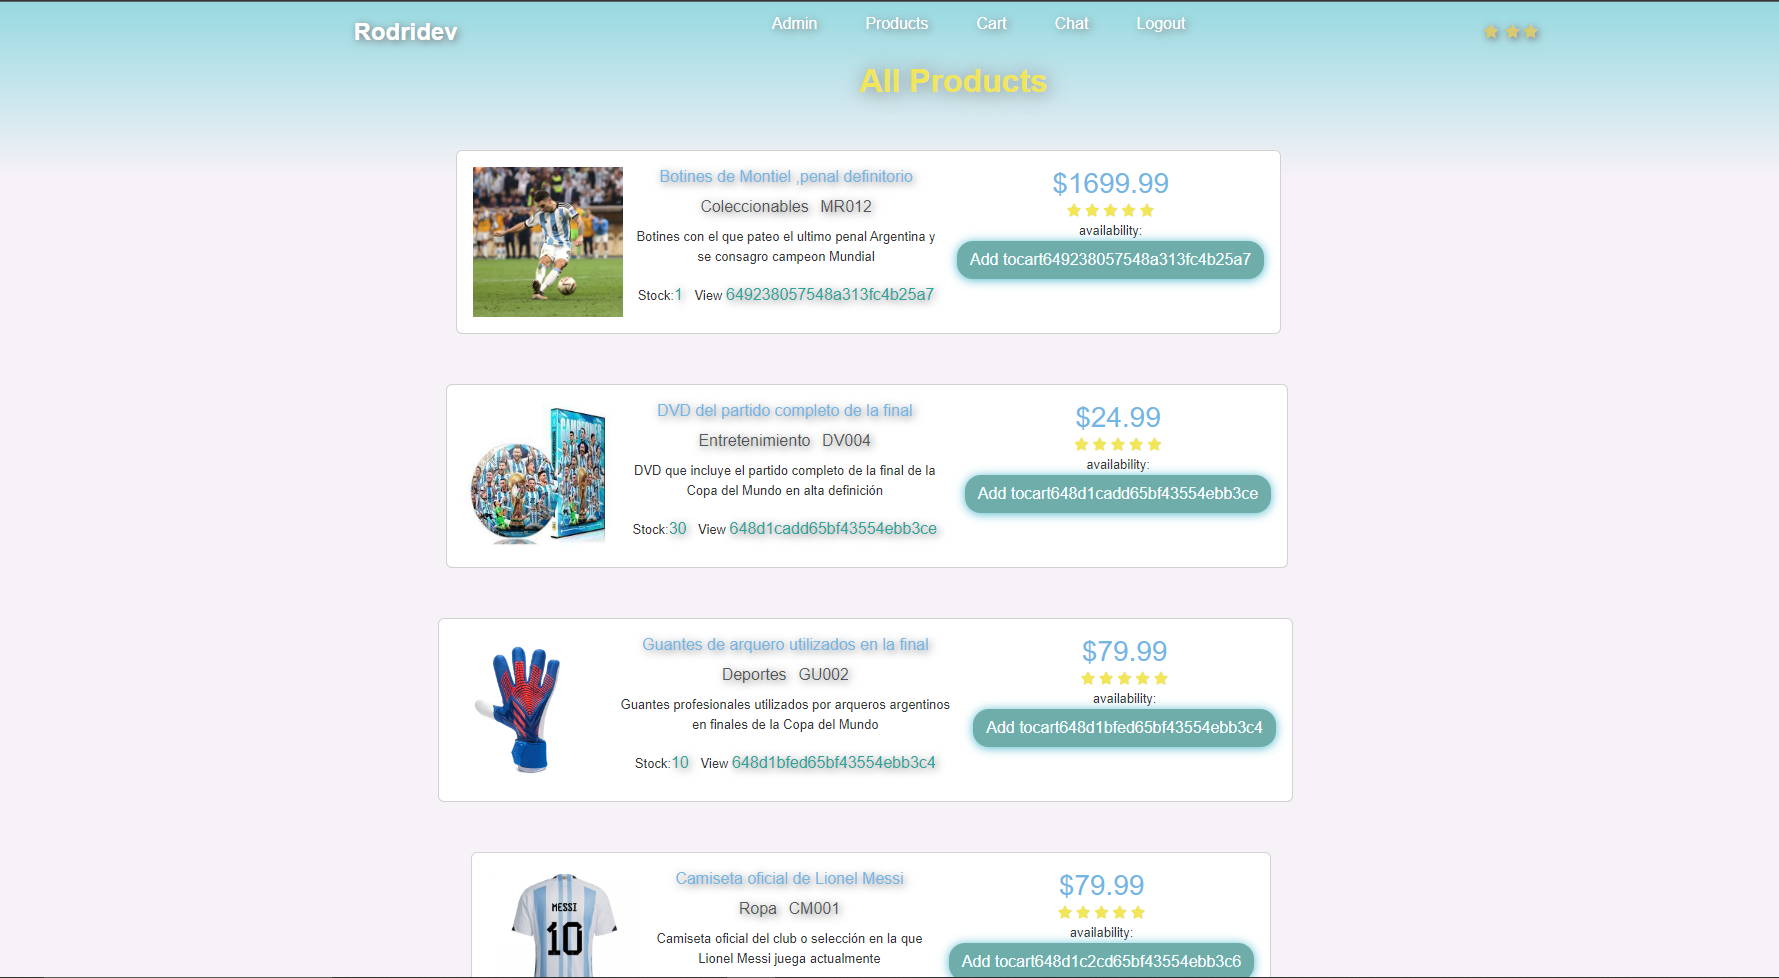 Rodridev
Admin Products Cart Chat Logout
All Products
Botines de Montiel ,penal definitorio
Coleccionables MR012
Botines con el que pateo el ultimo penal Argentina y
se consagro campeon Mundial
Stock:1 View 649238057548a313fc4b25a7
$1699.99
availability:
Add tocart649238057548a313fc4b25a7
DVD del partido completo de la final
Entretenimiento DV004
DVD que incluye el partido completo de la final de la
Copa del Mundo en alta definición
Stock:30 View 648d1cadd65bf43554ebb3ce
$24.99
availability:
Add tocart648d1cadd65bf43554ebb3ce
Guantes de arquero utilizados en la final
Deportes GU002
Guantes profesionales utilizados por arqueros argentinos
en finales de la Copa del Mundo
Stock:10 View 648d1bfed65bf43554ebb3c4
$79.99
availability:
Add tocart648d1bfed65bf43554ebb3c4
MESSI
10
Camiseta oficial de Lionel Messi
Ropa CM001
Camiseta oficial del club o selección en la que
Lionel Messi juega actualmente
$79.99
availability:
Add tocart648d1c2cd65bf43554ebb3c6